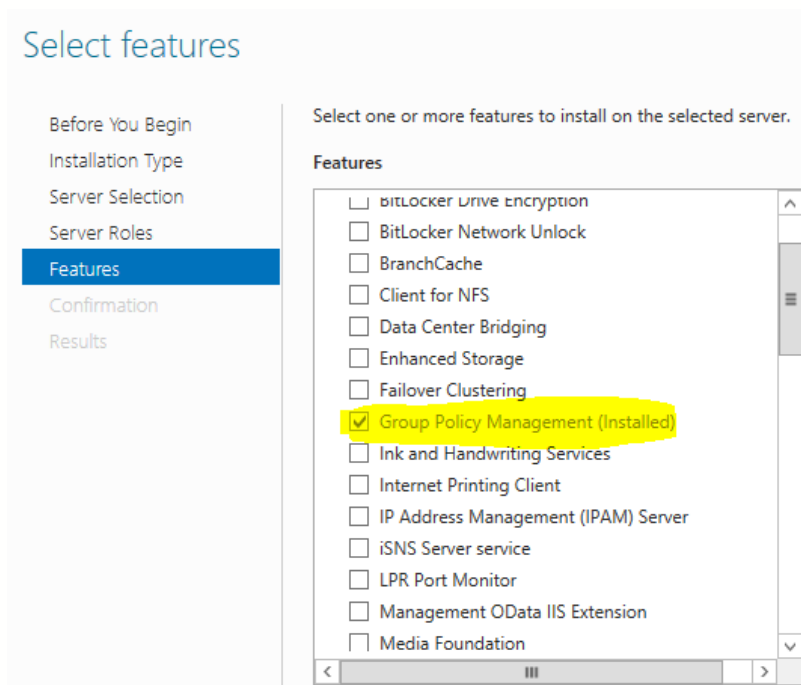 Select features
Before You Begin
Installation Type
Server Selection
Server Roles
Features
Confirmation
Results
Select one or more features to install on the selected server.
Features
BitLocker Drive Encryption
BitLocker Network Unlock
BranchCache
Client for NFS
Data Center Bridging
Enhanced Storage
Failover Clustering
Group Policy Management (Installed)
Ink and Handwriting Services
Internet Printing Client
IP Address Management (IPAM) Server
iSNS Server service
LPR Port Monitor
Management OData IIS Extension
Media Foundation